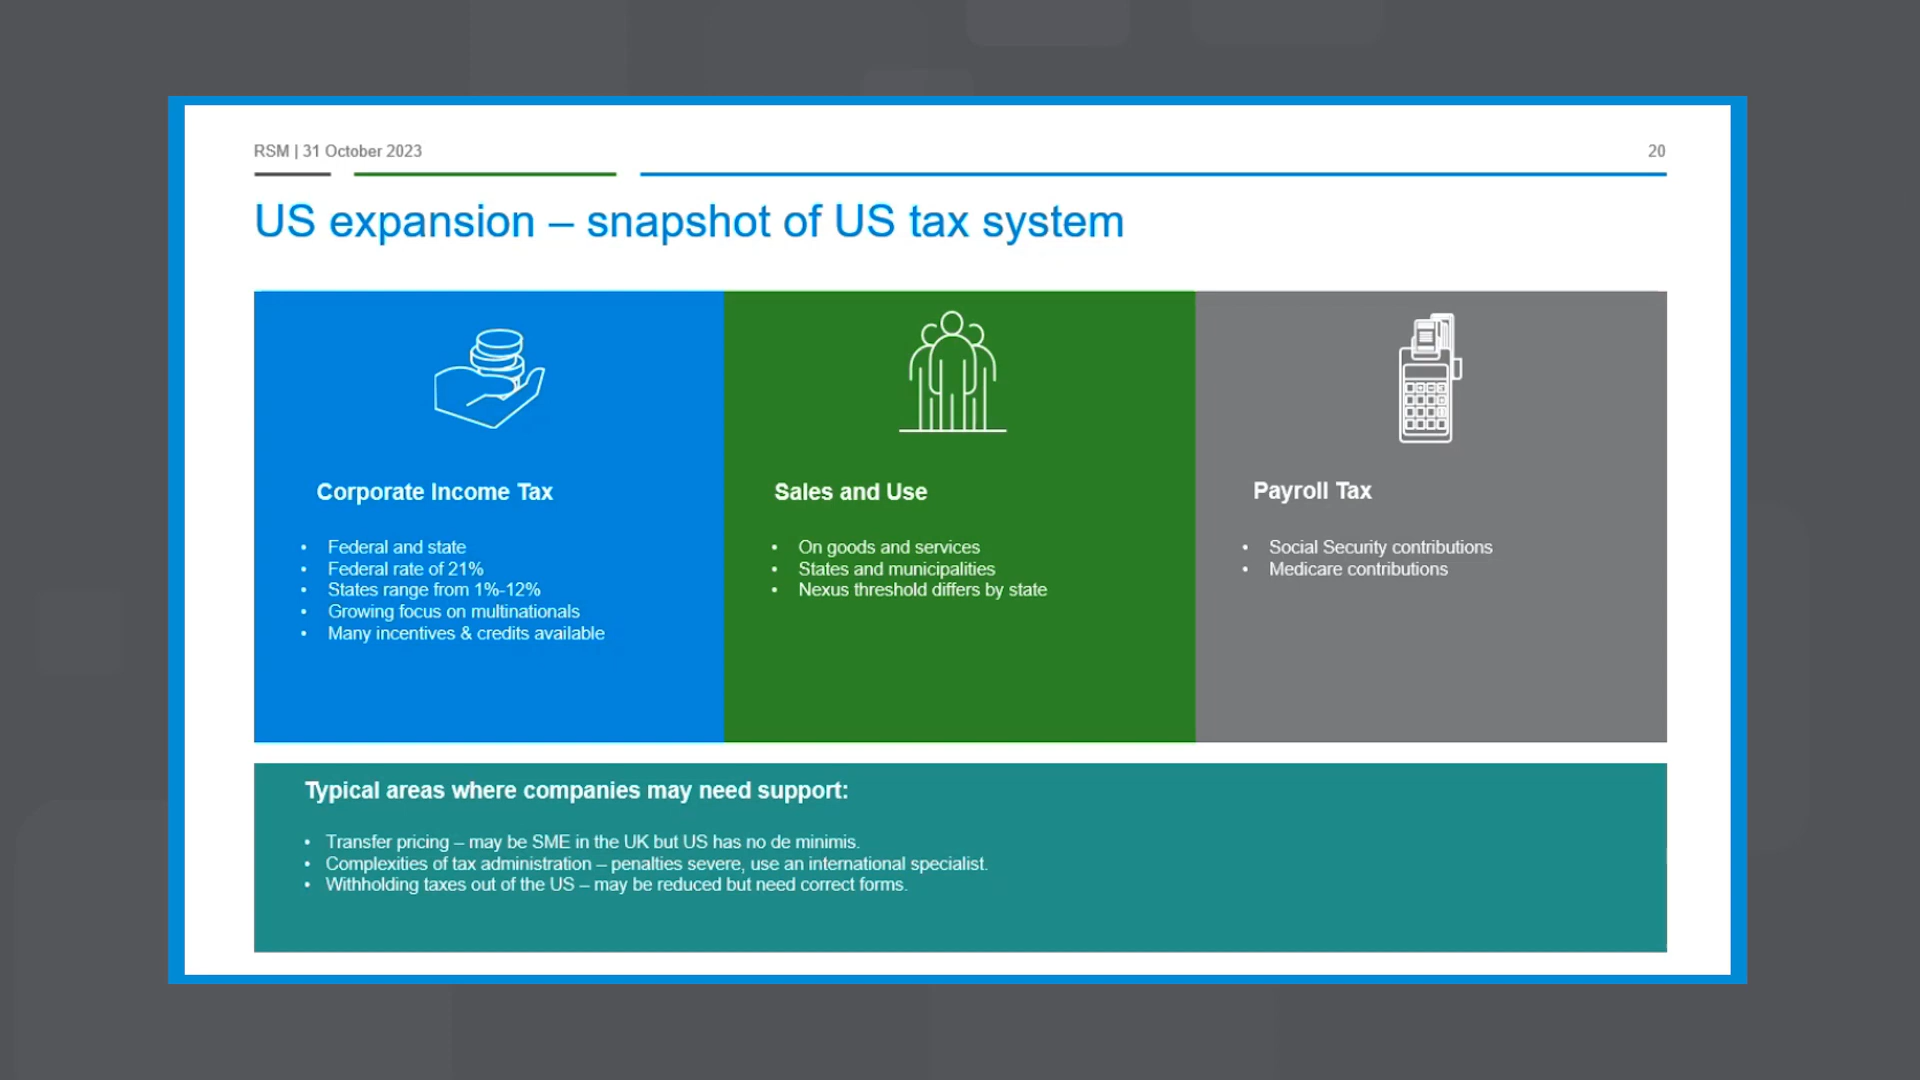 RSM | 31 October 2023
20
US expansion – snapshot of US tax system
Corporate Income Tax
• Federal and state
• Federal rate of 21%
• States range from 1%-12%
• Growing focus on multinationals
• Many incentives & credits available
Sales and Use
• On goods and services
• States and municipalities
• Nexus threshold differs by state
Payroll Tax
• Social Security contributions
• Medicare contributions
Typical areas where companies may need support:
• Transfer pricing – may be SME in the UK but US has no de minimis.
• Complexities of tax administration – penalties severe, use an international specialist.
• Withholding taxes out of the US – may be reduced but need correct forms.